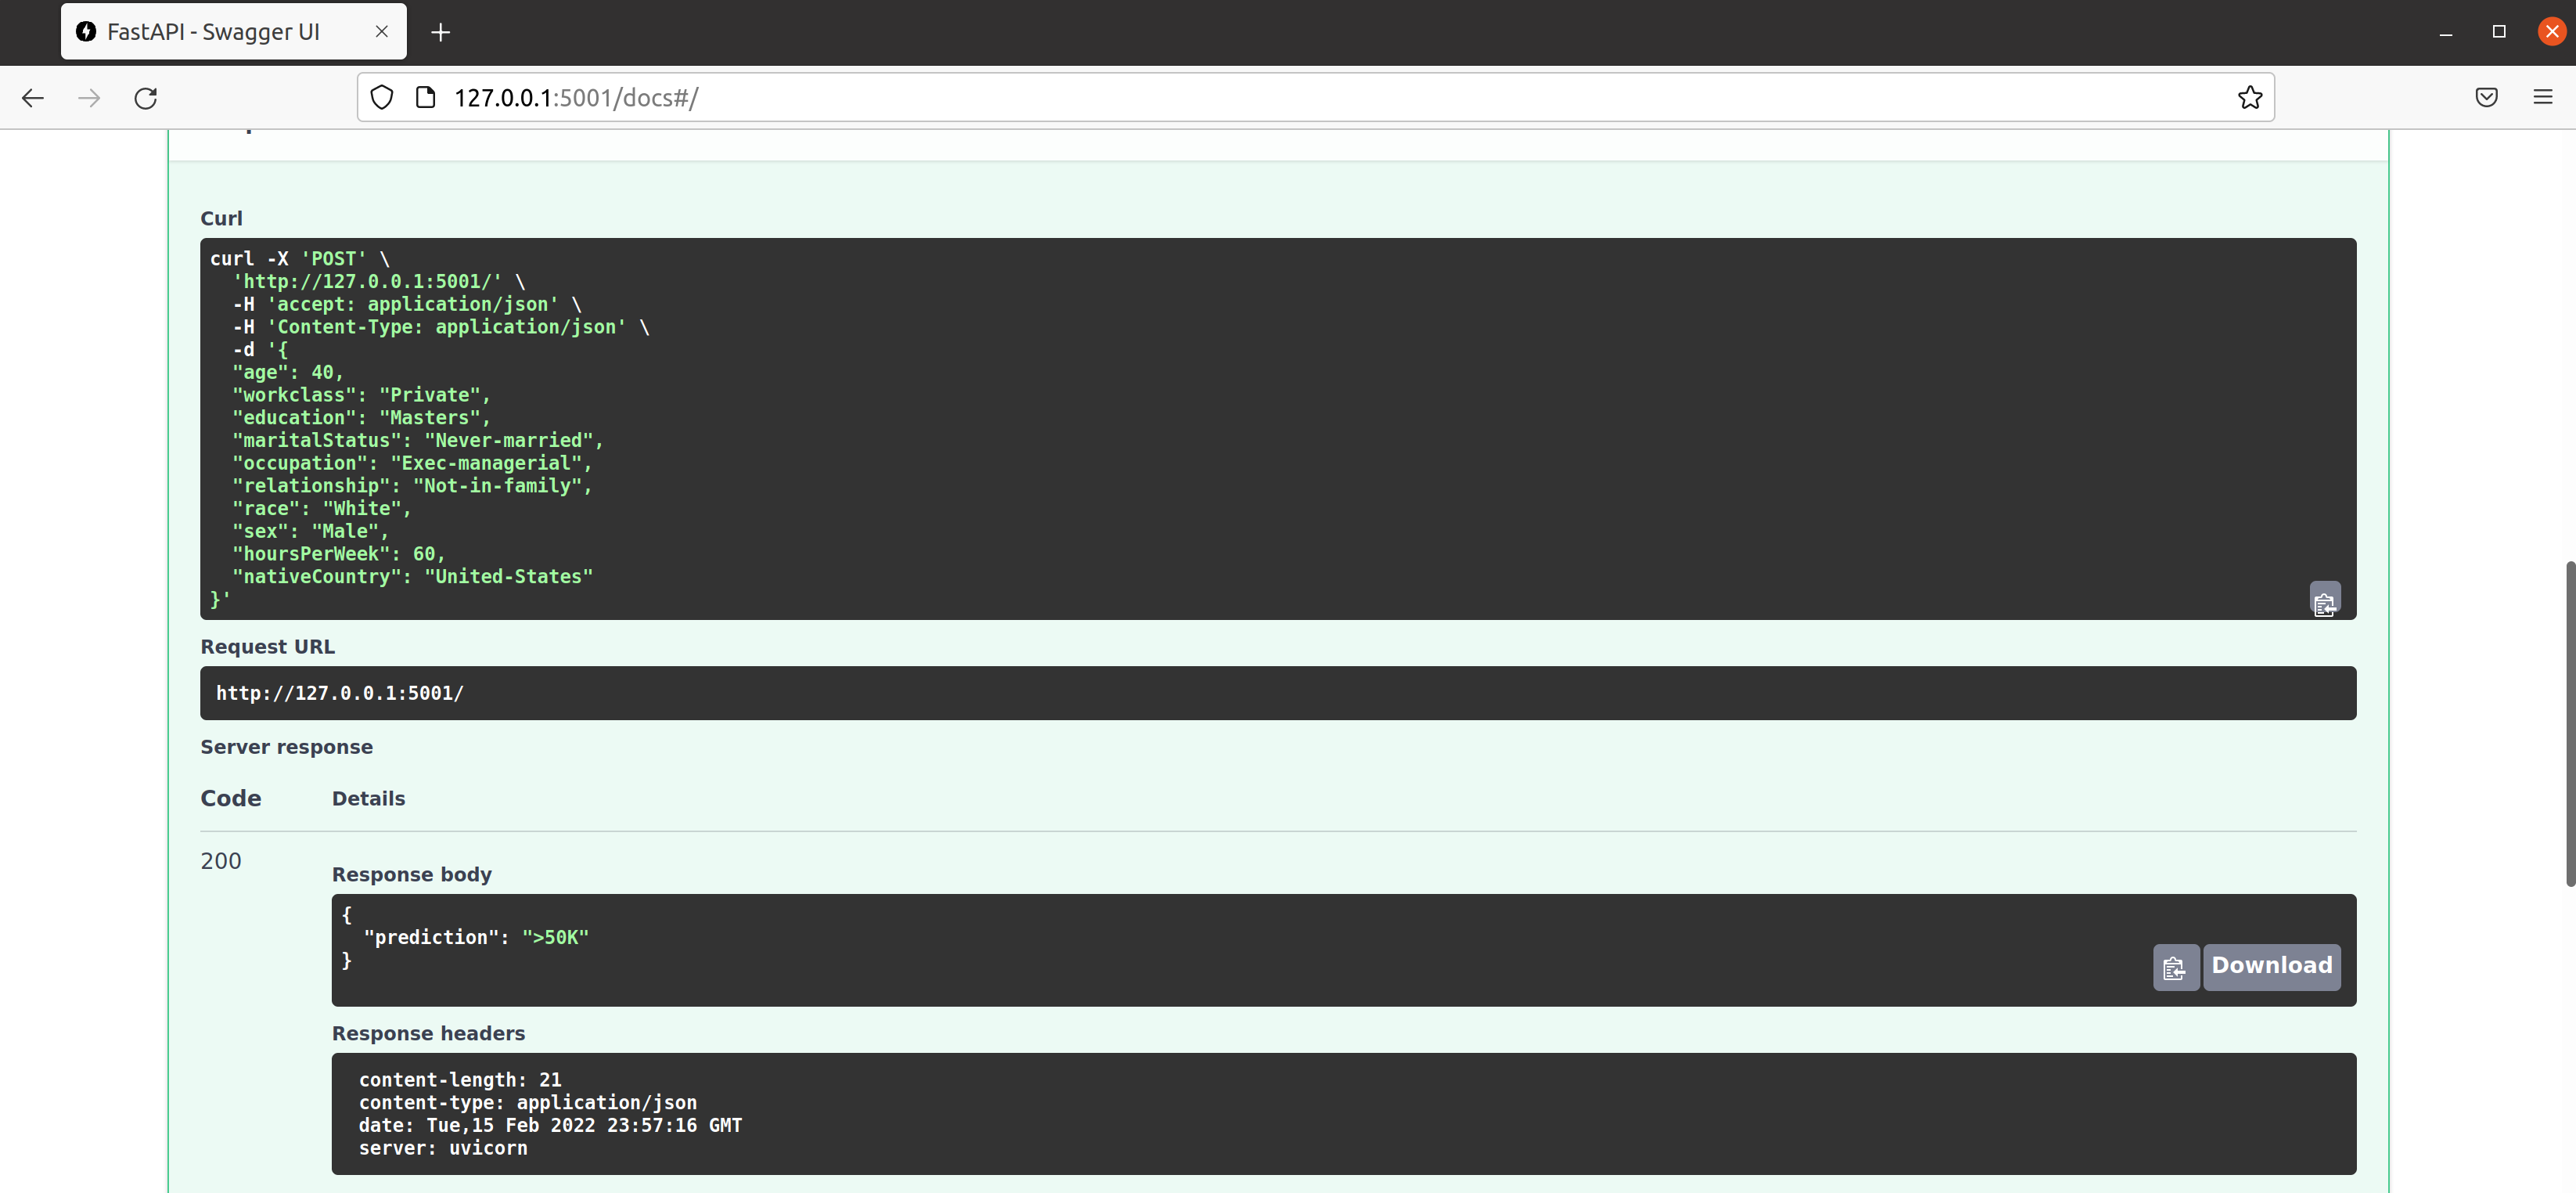 FastAPI - Swagger UI
127.0.0.1:5001/docs#/
Curl
curl -X 'POST' \
  'http://127.0.0.1:5001/' \
  -H 'accept: application/json' \
  -H 'Content-Type: application/json' \
  -d '{
  "age": 40,
  "workclass": "Private",
  "education": "Masters",
  "maritalStatus": "Never-married",
  "occupation": "Exec-managerial",
  "relationship": "Not-in-family",
  "race": "White",
  "sex": "Male",
  "hoursPerWeek": 60,
  "nativeCountry": "United-States"
}'
Request URL
http://127.0.0.1:5001/
Server response
Code Details
200
Response body
{
  "prediction": ">50K"
}
Download
Response headers
content-length: 21
content-type: application/json
date: Tue,15 Feb 2022 23:57:16 GMT
server: uvicorn